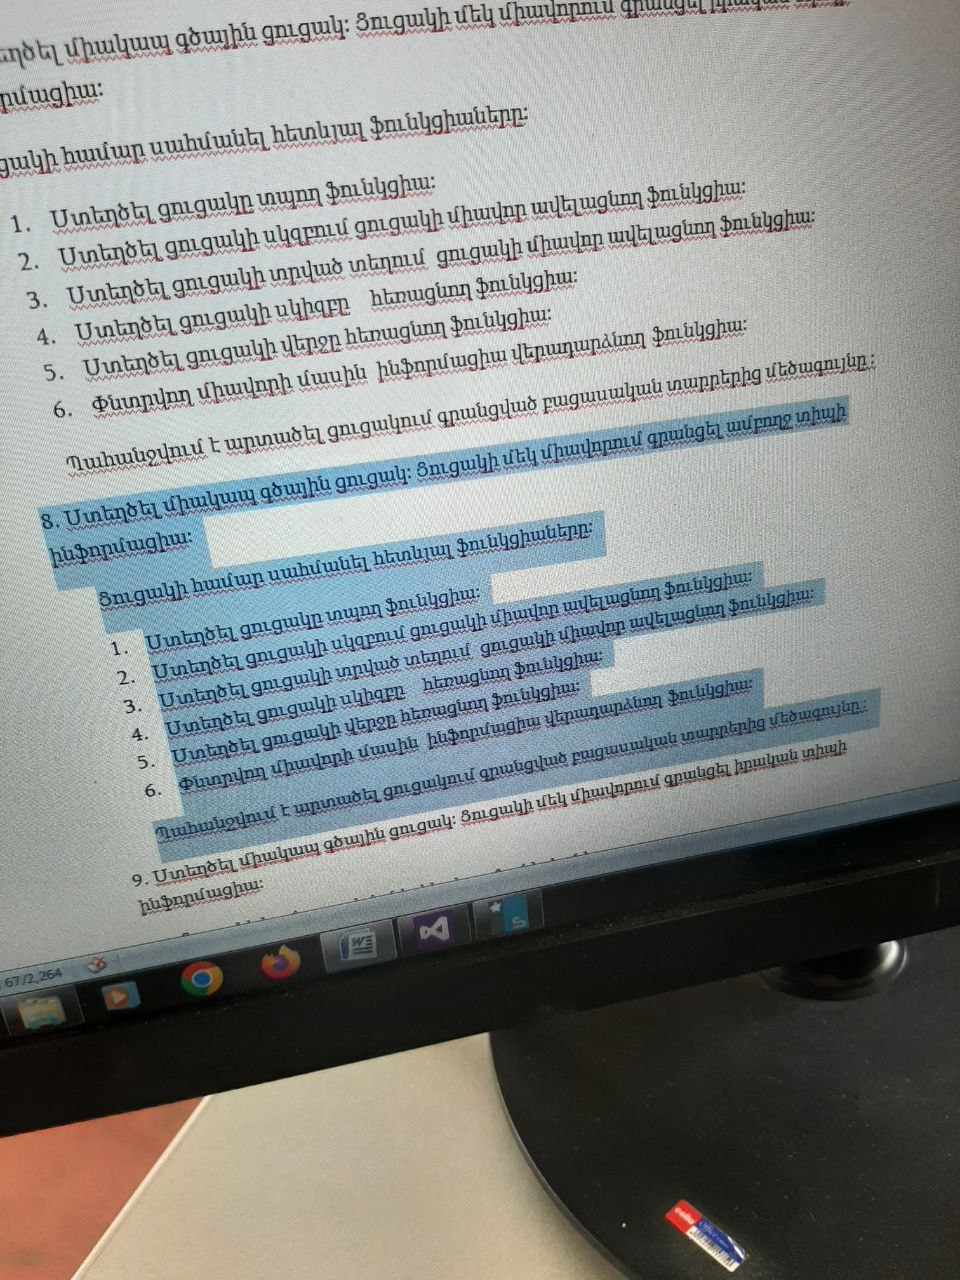 միակապ գծային ցուցակ: Ցուցակի մեկ միավորում գրանցել
հետևյալ ֆունկցիաները:
համար սահմանել
1. Ստեղծել ցուցակը տպող ֆունկցիա:
2. Ստեղծել ցուցակի սկզբում ցուցակի միավոր ավելացնող ֆունկցիա:
3. Ստեղծել ցուցակի տրված տեղում ցուցակի միավոր ավելացնող ֆունկցիա:
4. Ստեղծել ցուցակի սկիզբը հեռացնող ֆունկցիա:
5. Ստեղծել ցուցակի վերջը հեռացնող ֆունկցիա:
6. Փնտրվող միավորի մասին ինֆորմացիա վերադարձնող ֆունկցիա:
Պահանջվում է արտածել ցուցակում գրանցված բացասական տարրերից մեծագույնը:
8. Ստեղծել միակապ գծային ցուցակ: Ցուցակի մեկ միավորում գրանցել ամբողջ տիպի
ինֆորմացիա:
Ցուցակի համար սահմանել հետևյալ ֆունկցիաները:
1. Ստեղծել ցուցակը տպող ֆունկցիա:
2. Ստեղծել ցուցակի սկզբում ցուցակի միավոր ավելացնող ֆունկցիա:
3. Ստեղծել ցուցակի տրված տեղում ցուցակի միավոր ավելացնող ֆունկցիա:
4. Ստեղծել ցուցակի սկիզբը հեռացնող ֆունկցիա:
5. Ստեղծել ցուցակի վերջը հեռացնող ֆունկցիա:
6. Փնտրվող միավորի մասին ինֆորմացիա վերադարձնող ֆունկցիա:
Պահանջվում է արտածել ցուցակում գրանցված բացասական տարրերից մեծագույնը:
9. Ստեղծել միակապ գծային ցուցակ: Ցուցակի մեկ միավորում գրանցել իրական տիպի
ինֆորմացիա:
67/2,264